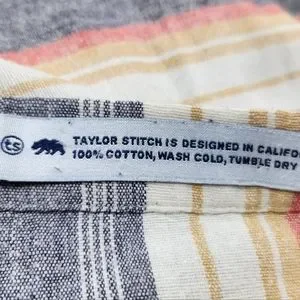 ts
TAYLOR STITCH IS DESIGNED IN CALIFO
100% COTTON, WASH COLD, TUMBLE DRY